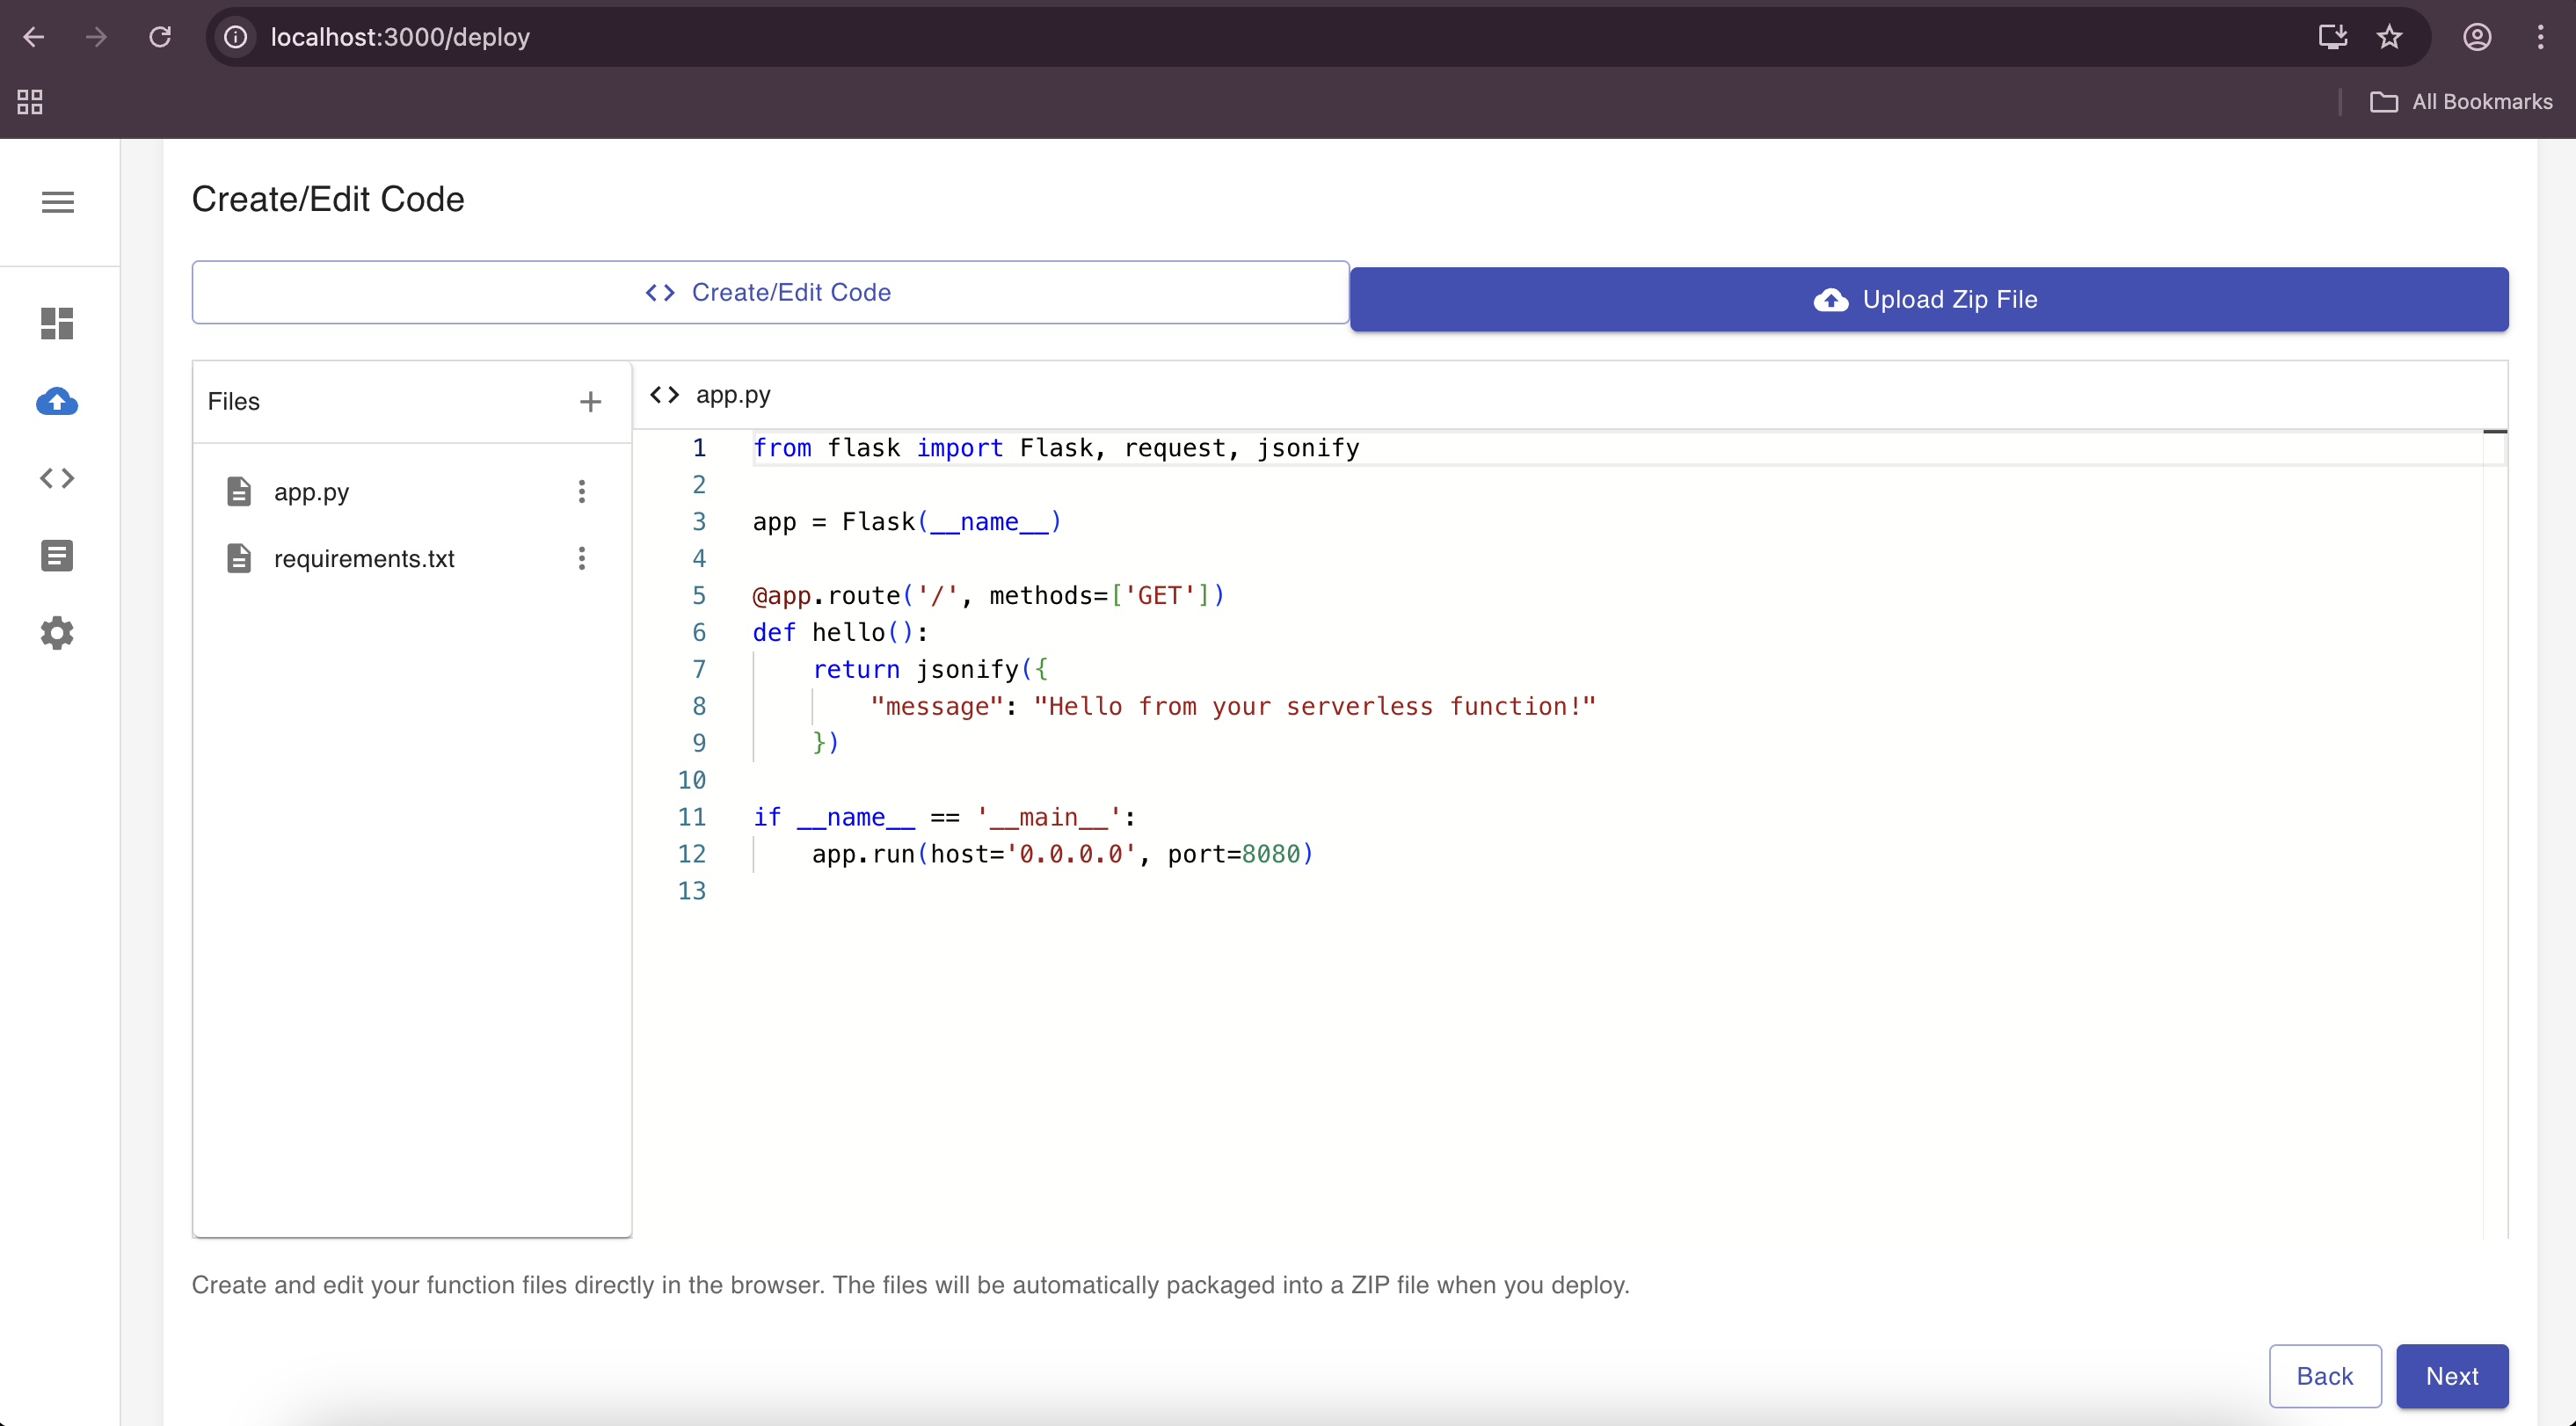 localhost:3000/deploy
All Bookmarks
Create/Edit Code
Create/Edit Code
Upload Zip File
Files
app.py
requirements.txt
app.py
1 from flask import Flask, request, jsonify
2
3 app = Flask(__name__)
4
5 @app.route('/', methods=['GET'])
6 def hello():
7     return jsonify({
8         "message": "Hello from your serverless function!"
9     })
10
11 if __name__ == '__main__':
12     app.run(host='0.0.0.0', port=8080)
13
Create and edit your function files directly in the browser. The files will be automatically packaged into a ZIP file when you deploy.
Back
Next